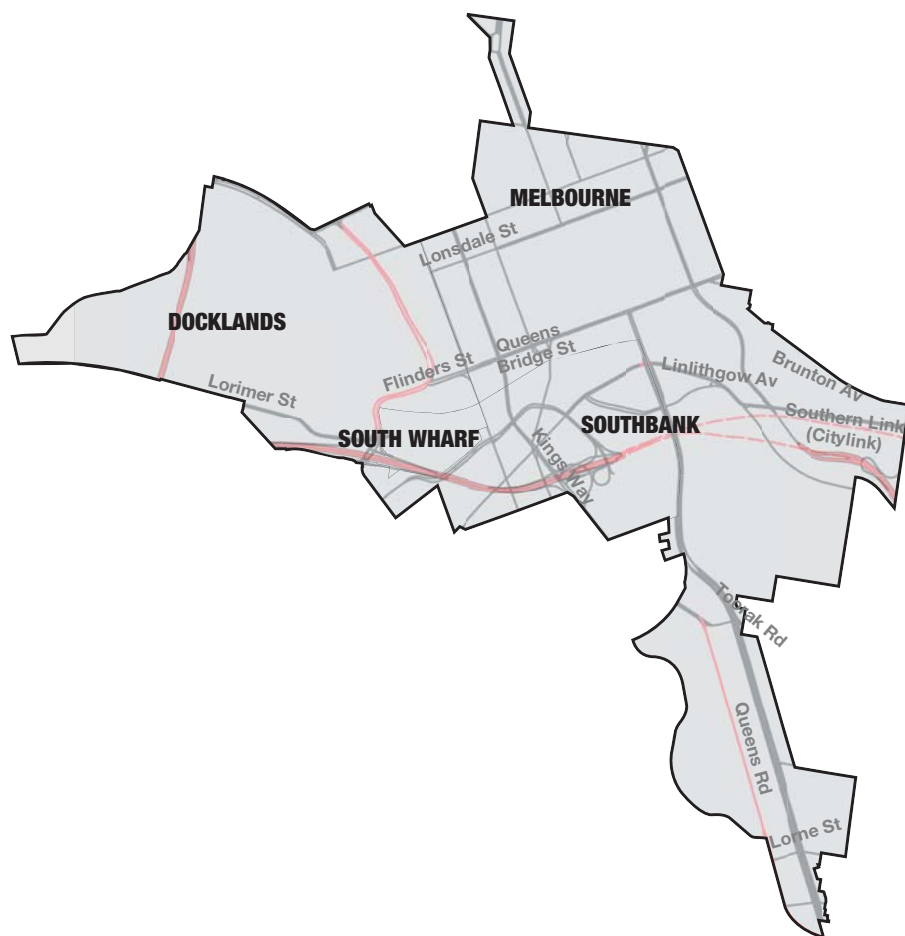 MELBOURNE
Lonsdale St
DOCKLANDS
Queens
Bridge St
Flinders St
Linlithgow Av
Brunton Av
Lorimer St
Southern Link
(Citylink)
SOUTH WHARF
SOUTHBANK
Kings Way
Toorak Rd
Queens Rd
Lorne St